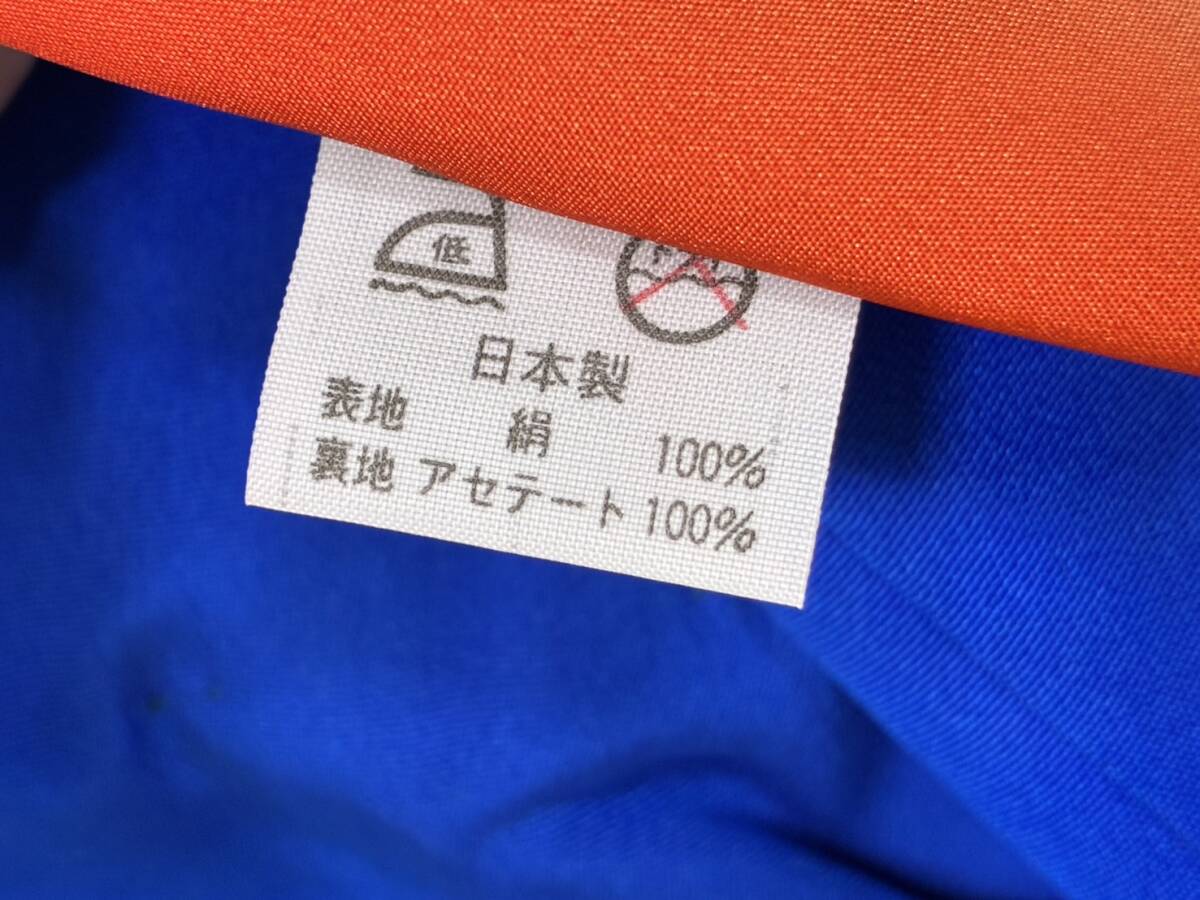 低
日本製
表地 絹 100%
裏地 アセテート 100%